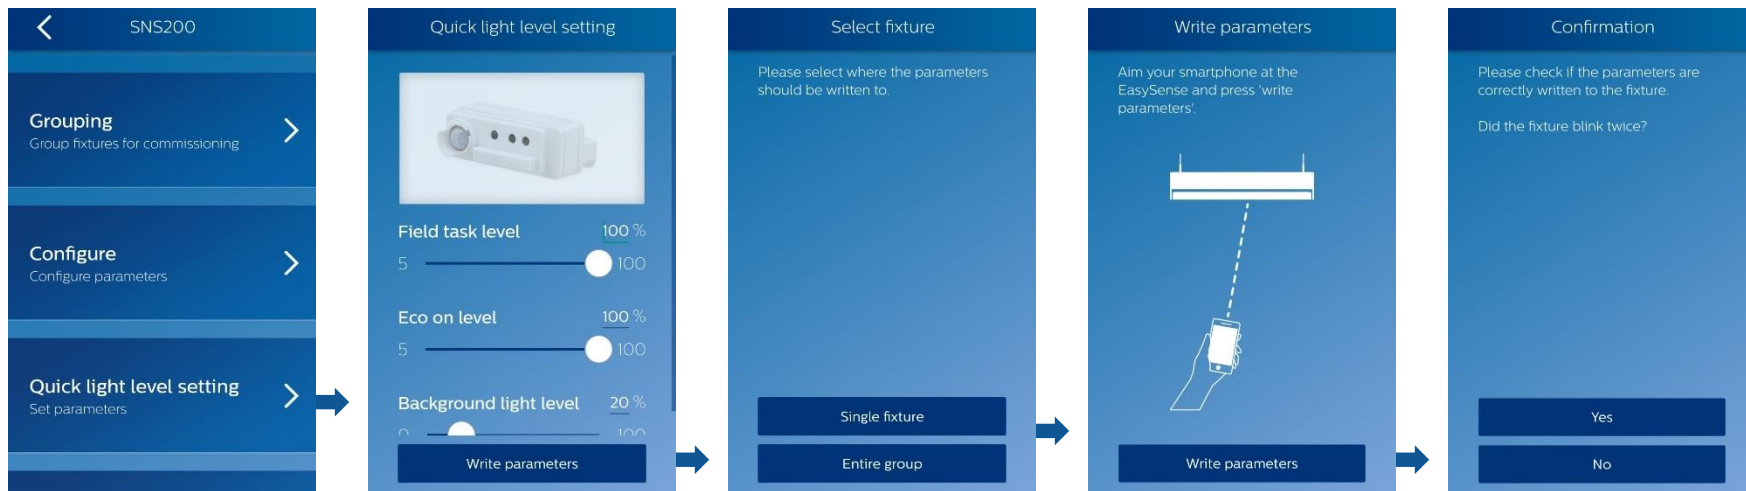 SNS200
Grouping
Group fixtures for commissioning
Configure
Configure parameters
Quick light level setting
Set parameters
Quick light level setting
Field task level 100 %
5 100
Eco on level 100 %
5 100
Background light level 20 %
0 100
Write parameters
Select fixture
Please select where the parameters
should be written to.
Single fixture
Entire group
Write parameters
Aim your smartphone at the
EasySense and press 'write
parameters'.
Write parameters
Confirmation
Please check if the parameters are
correctly written to the fixture.
Did the fixture blink twice?
Yes
No